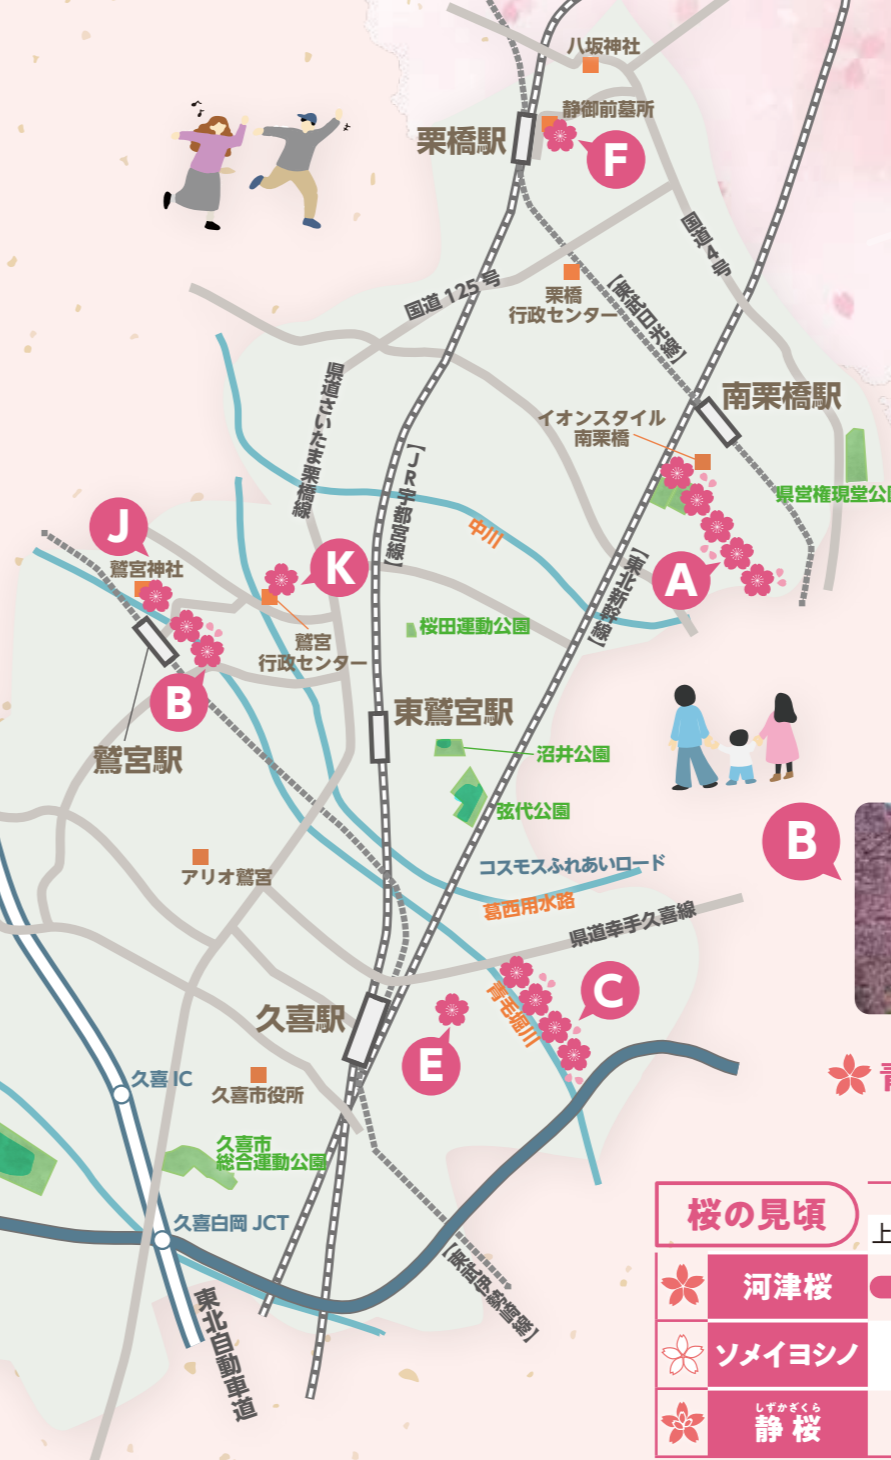 八坂神社
静御前墓所
栗橋駅
F
国道4号
国道125号
栗橋
行政センター
【東武日光線】
南栗橋駅
イオンスタイル
南栗橋
県道さいたま栗橋線
【JR宇都宮線】
県営権現堂公
中川
J
鷲宮神社
K
【東北新幹線】
A
桜田運動公園
鷲宮
行政センター
B
東鷲宮駅
鷲宮駅
沼井公園
弦代公園
B
コスモスふれあいロード
アリオ鷲宮
葛西用水路
県道幸手久喜線
青毛堀川
C
久喜駅
E
久喜IC
久喜市役所
久喜市
総合運動公園
桜の見頃
上
久喜白岡JCT
【東武伊勢崎線】
河津桜
東北自動車道
ソメイヨシノ
しずかざくら
静桜